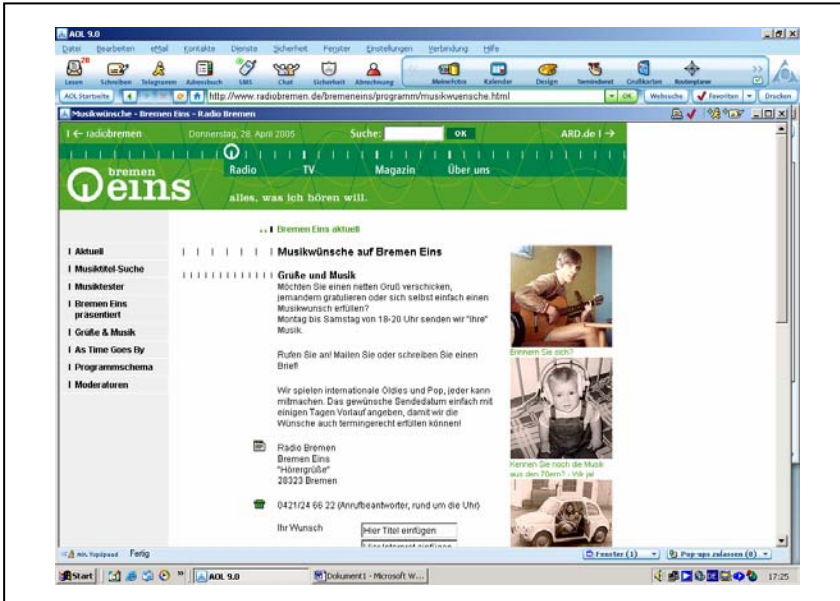 AOL 9.0
Datei Bearbeiten eMail Kontakte Dienste Sicherheit Fenster Einstellungen Verbindung Hilfe
28
Lesen Schreiben Telegramm Adressbuch SMS Chat Sicherheit Abrechnung Meine Fotos Kalender Design Grußkarten Routenplaner
AOL Startseite http://www.radiobremen.de/bremeneins/programm/musikwuensche.html OK Websuche Favoriten Drucken
Musikwünsche - Bremen Eins - Radio Bremen
radiobremen Donnerstag, 28. April 2005 Suche: OK ARD.de
Radio TV Magazin Über uns
bremen
eins
alles, was ich hören will.
Bremen Eins aktuell
Aktuell
Musiktitel-Suche
Musiktester
Bremen Eins
präsentiert
Grüße & Musik
As Time Goes By
Programmschema
Moderatoren
Musikwünsche auf Bremen Eins
Grüße und Musik
Möchten Sie einen netten Gruß verschicken,
jemandem gratulieren oder sich selbst einfach einen
Musikwunsch erfüllen?
Montag bis Samstag von 18-20 Uhr senden wir "Ihre"
Musik.
Rufen Sie an! Mailen Sie oder schreiben Sie einen
Brief!
Wir spielen internationale Oldies und Pop, jeder kann
mitmachen. Das gewünsche Sendedatum einfach mit
einigen Tagen Vorlauf angeben, damit wir die
Wünsche auch termingerecht erfüllen können!
Radio Bremen
Bremen Eins
"Hörergrüße"
28323 Bremen
0421/24 66 22 (Anrufbeantworter, rund um die Uhr)
Ihr Wunsch Hier Titel einfügen
Hier Interpret einfügen
Erinnern Sie sich?
Kennen Sie noch die Musik
aus den 70ern? - Wir ja!
Fertig
Fenster (1) Pop-ups zulassen (0)
Start AOL 9.0 Dokument1 - Microsoft W... DE 17:25